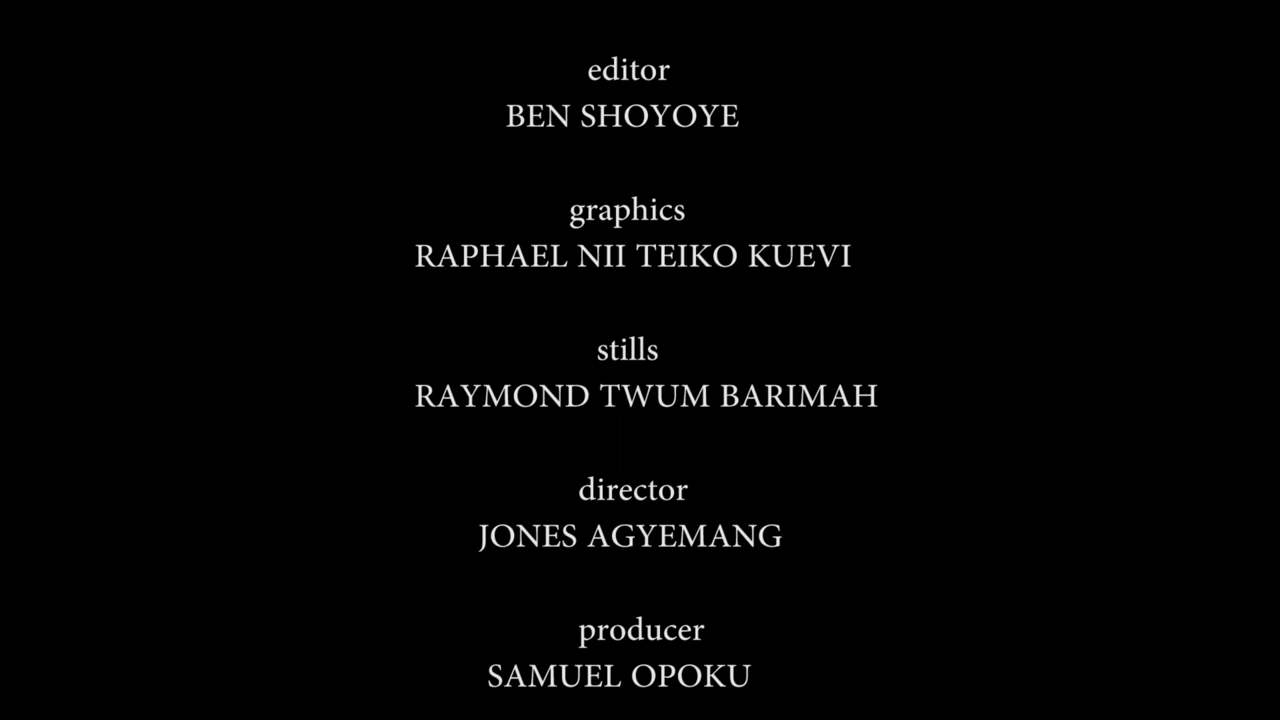 editor
BEN SHOYOYE
graphics
RAPHAEL NII TEIKO KUEVI
stills
RAYMOND TWUM BARIMAH
director
JONES AGYEMANG
producer
SAMUEL OPOKU